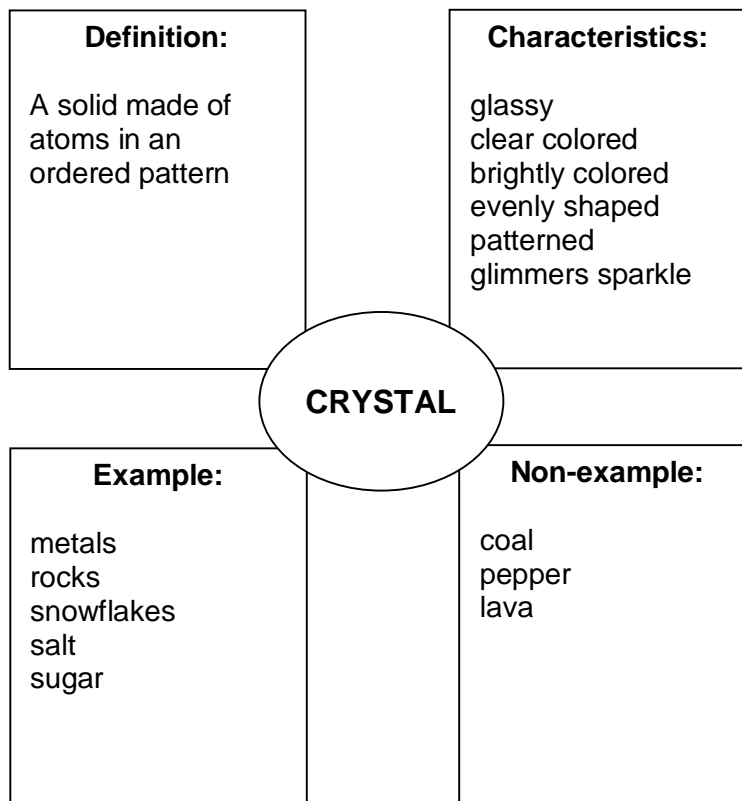 Definition:
A solid made of
atoms in an
ordered pattern
Characteristics:
glassy
clear colored
brightly colored
evenly shaped
patterned
glimmers sparkle
CRYSTAL
Example:
metals
rocks
snowflakes
salt
sugar
Non-example:
coal
pepper
lava